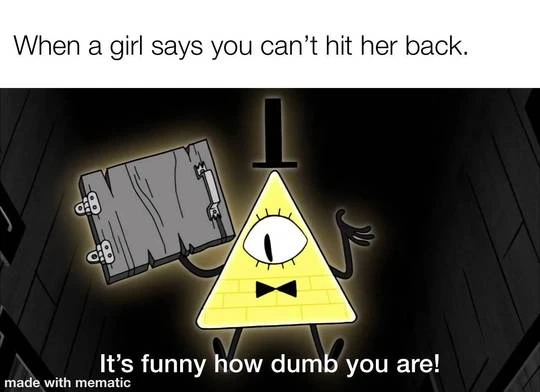 When a girl says you can’t hit her back.
It’s funny how dumb you are!
made with mematic